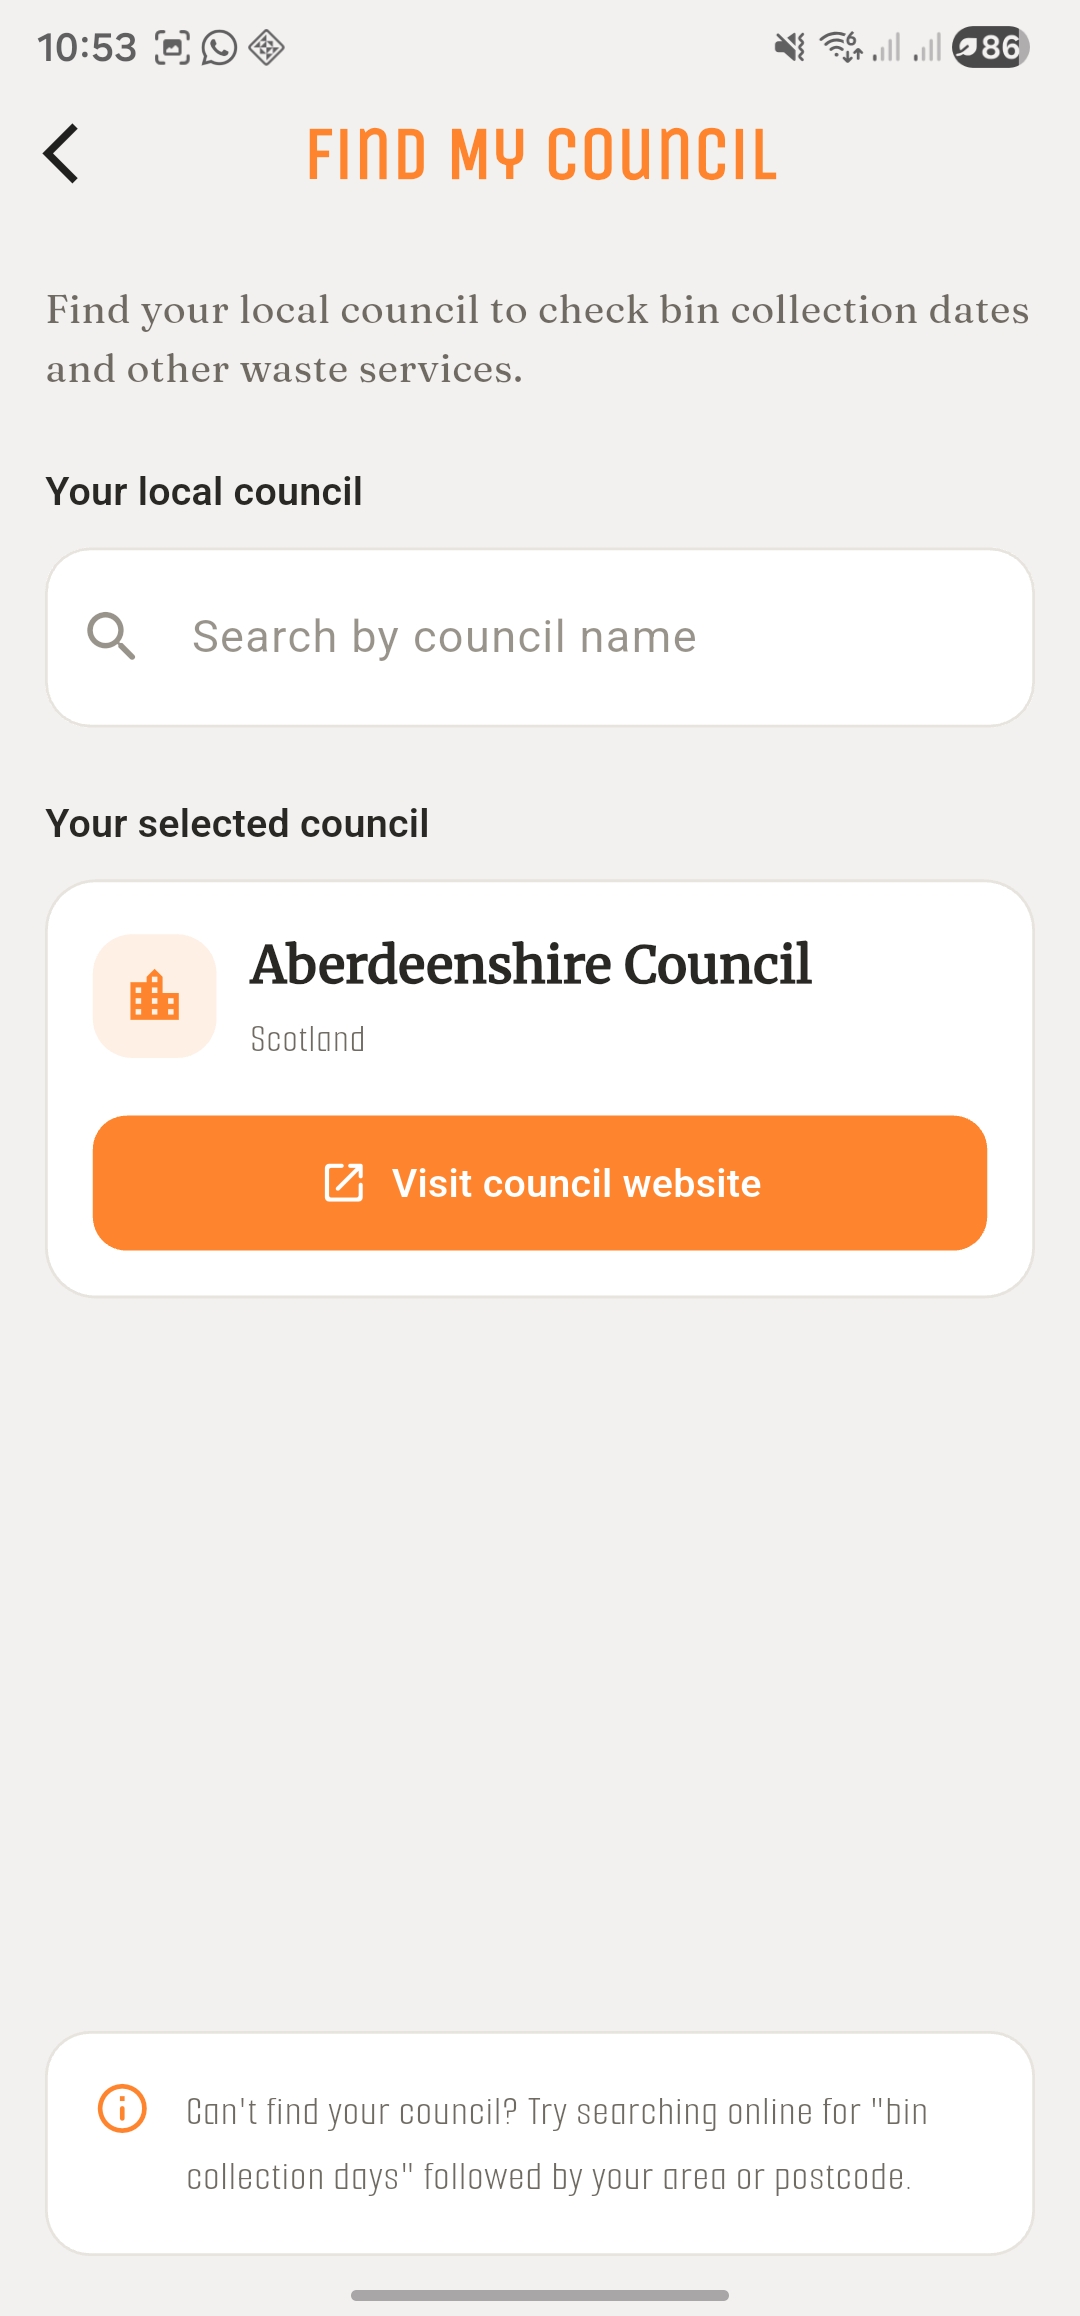 10:53
6
86
FIND MY COUNCIL
Find your local council to check bin collection dates
and other waste services.
Your local council
Search by council name
Your selected council
Aberdeenshire Council
Scotland
Visit council website
Can't find your council? Try searching online for "bin
collection days" followed by your area or postcode.